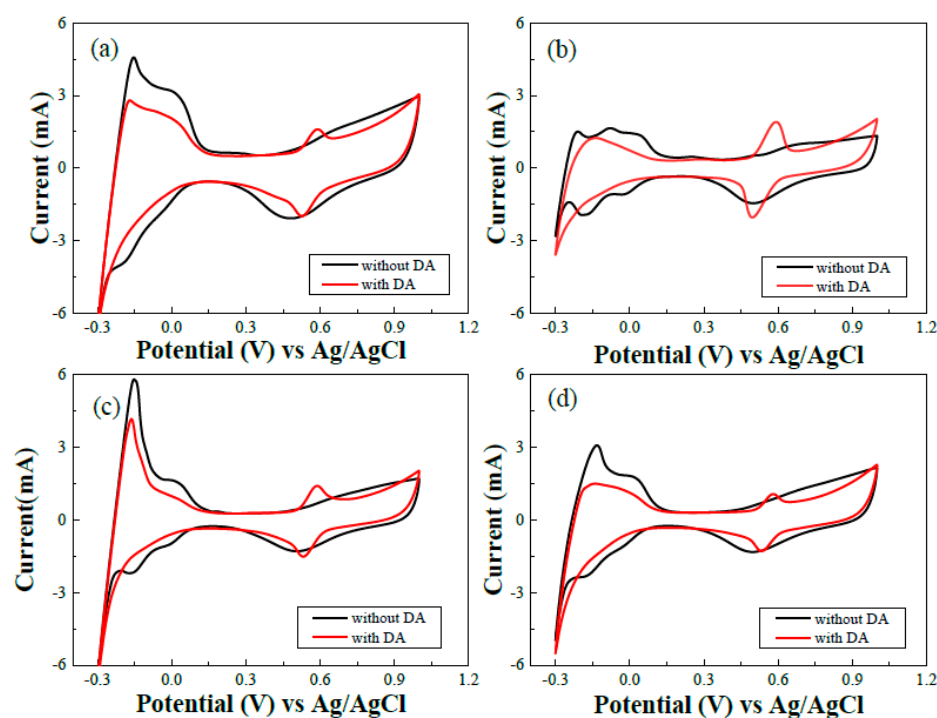 (a)
6
3
0
-3
-6
Current (mA)
without DA
with DA
-0.3 0.0 0.3 0.6 0.9 1.2
Potential (V) vs Ag/AgCl
(b)
6
3
0
-3
-6
Current (mA)
without DA
with DA
-0.3 0.0 0.3 0.6 0.9 1.2
Potential (V) vs Ag/AgCl
(c)
6
3
0
-3
-6
Current(mA)
without DA
with DA
-0.3 0.0 0.3 0.6 0.9 1.2
Potential (V) vs Ag/AgCl
(d)
6
3
0
-3
-6
Current (mA)
without DA
with DA
-0.3 0.0 0.3 0.6 0.9 1.2
Potential (V) vs Ag/AgCl